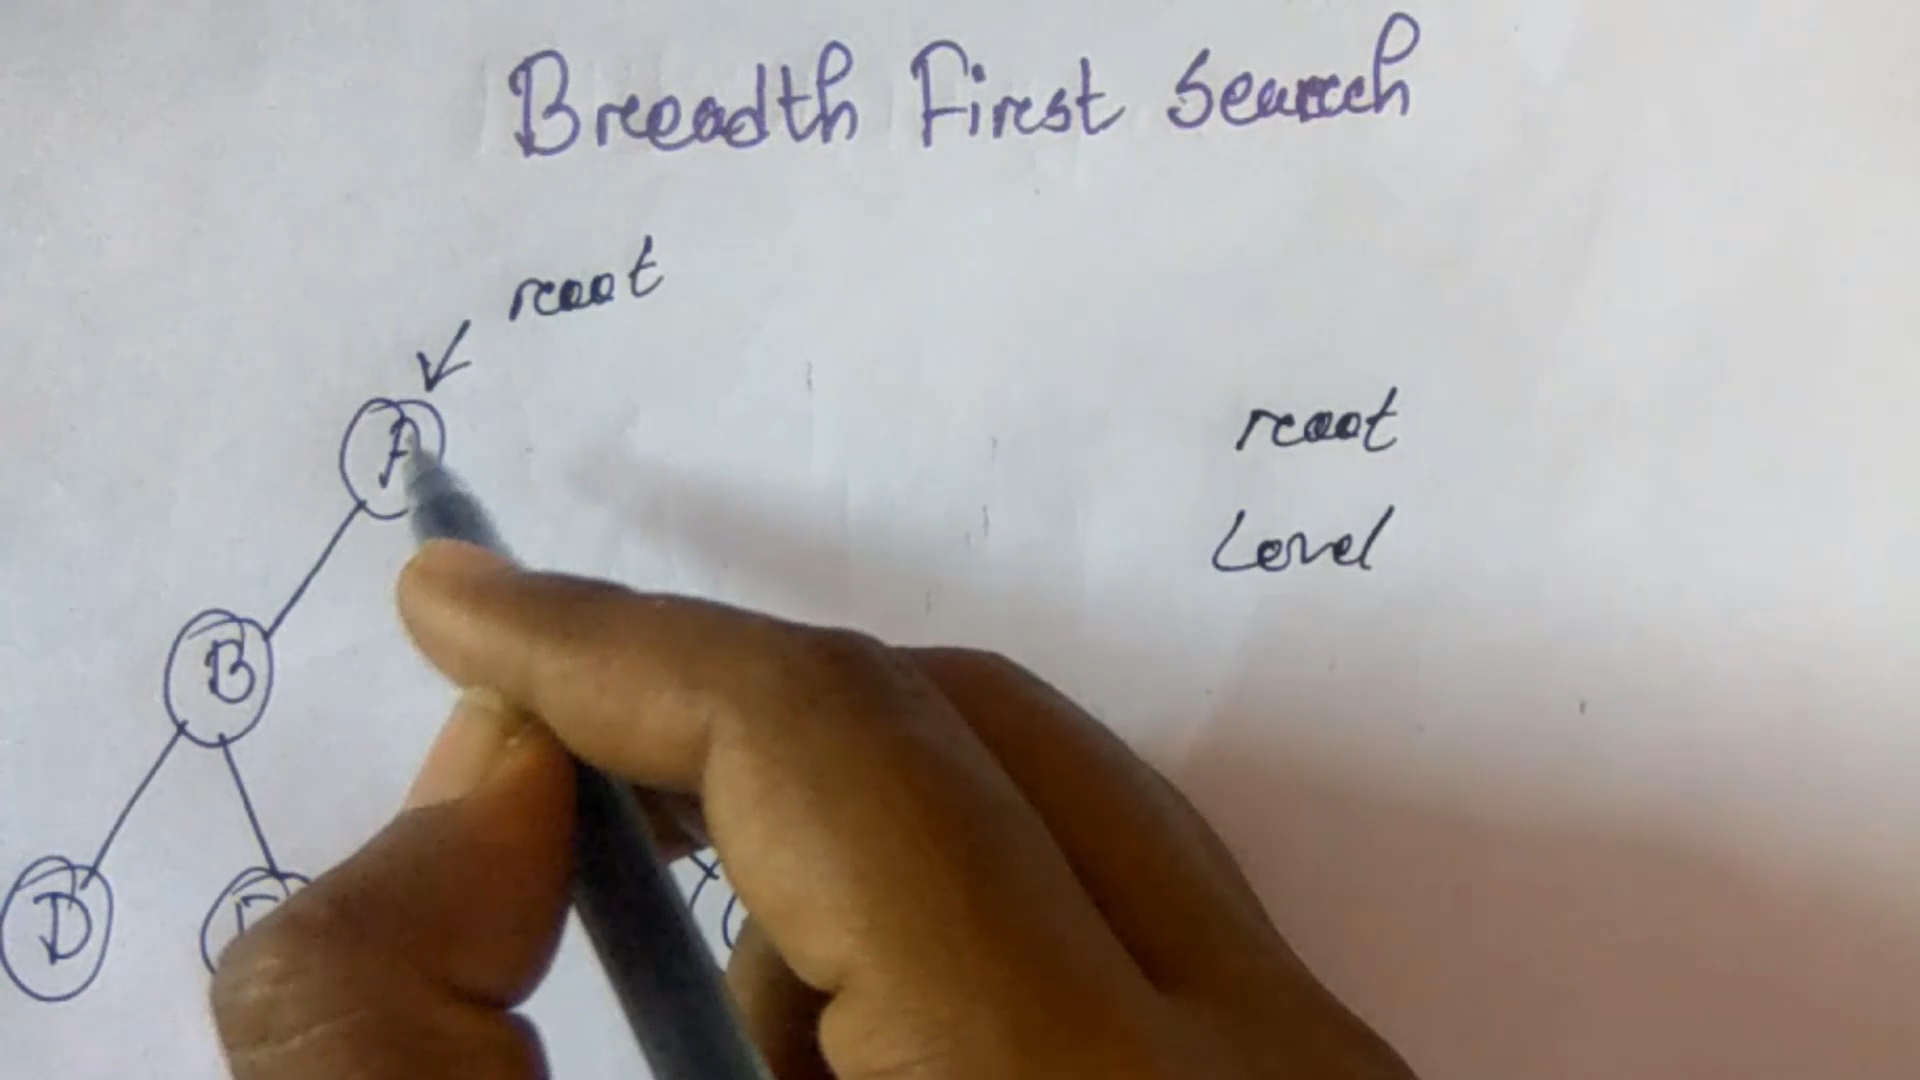 Breadth First Search
root
A
root
Level
B
D